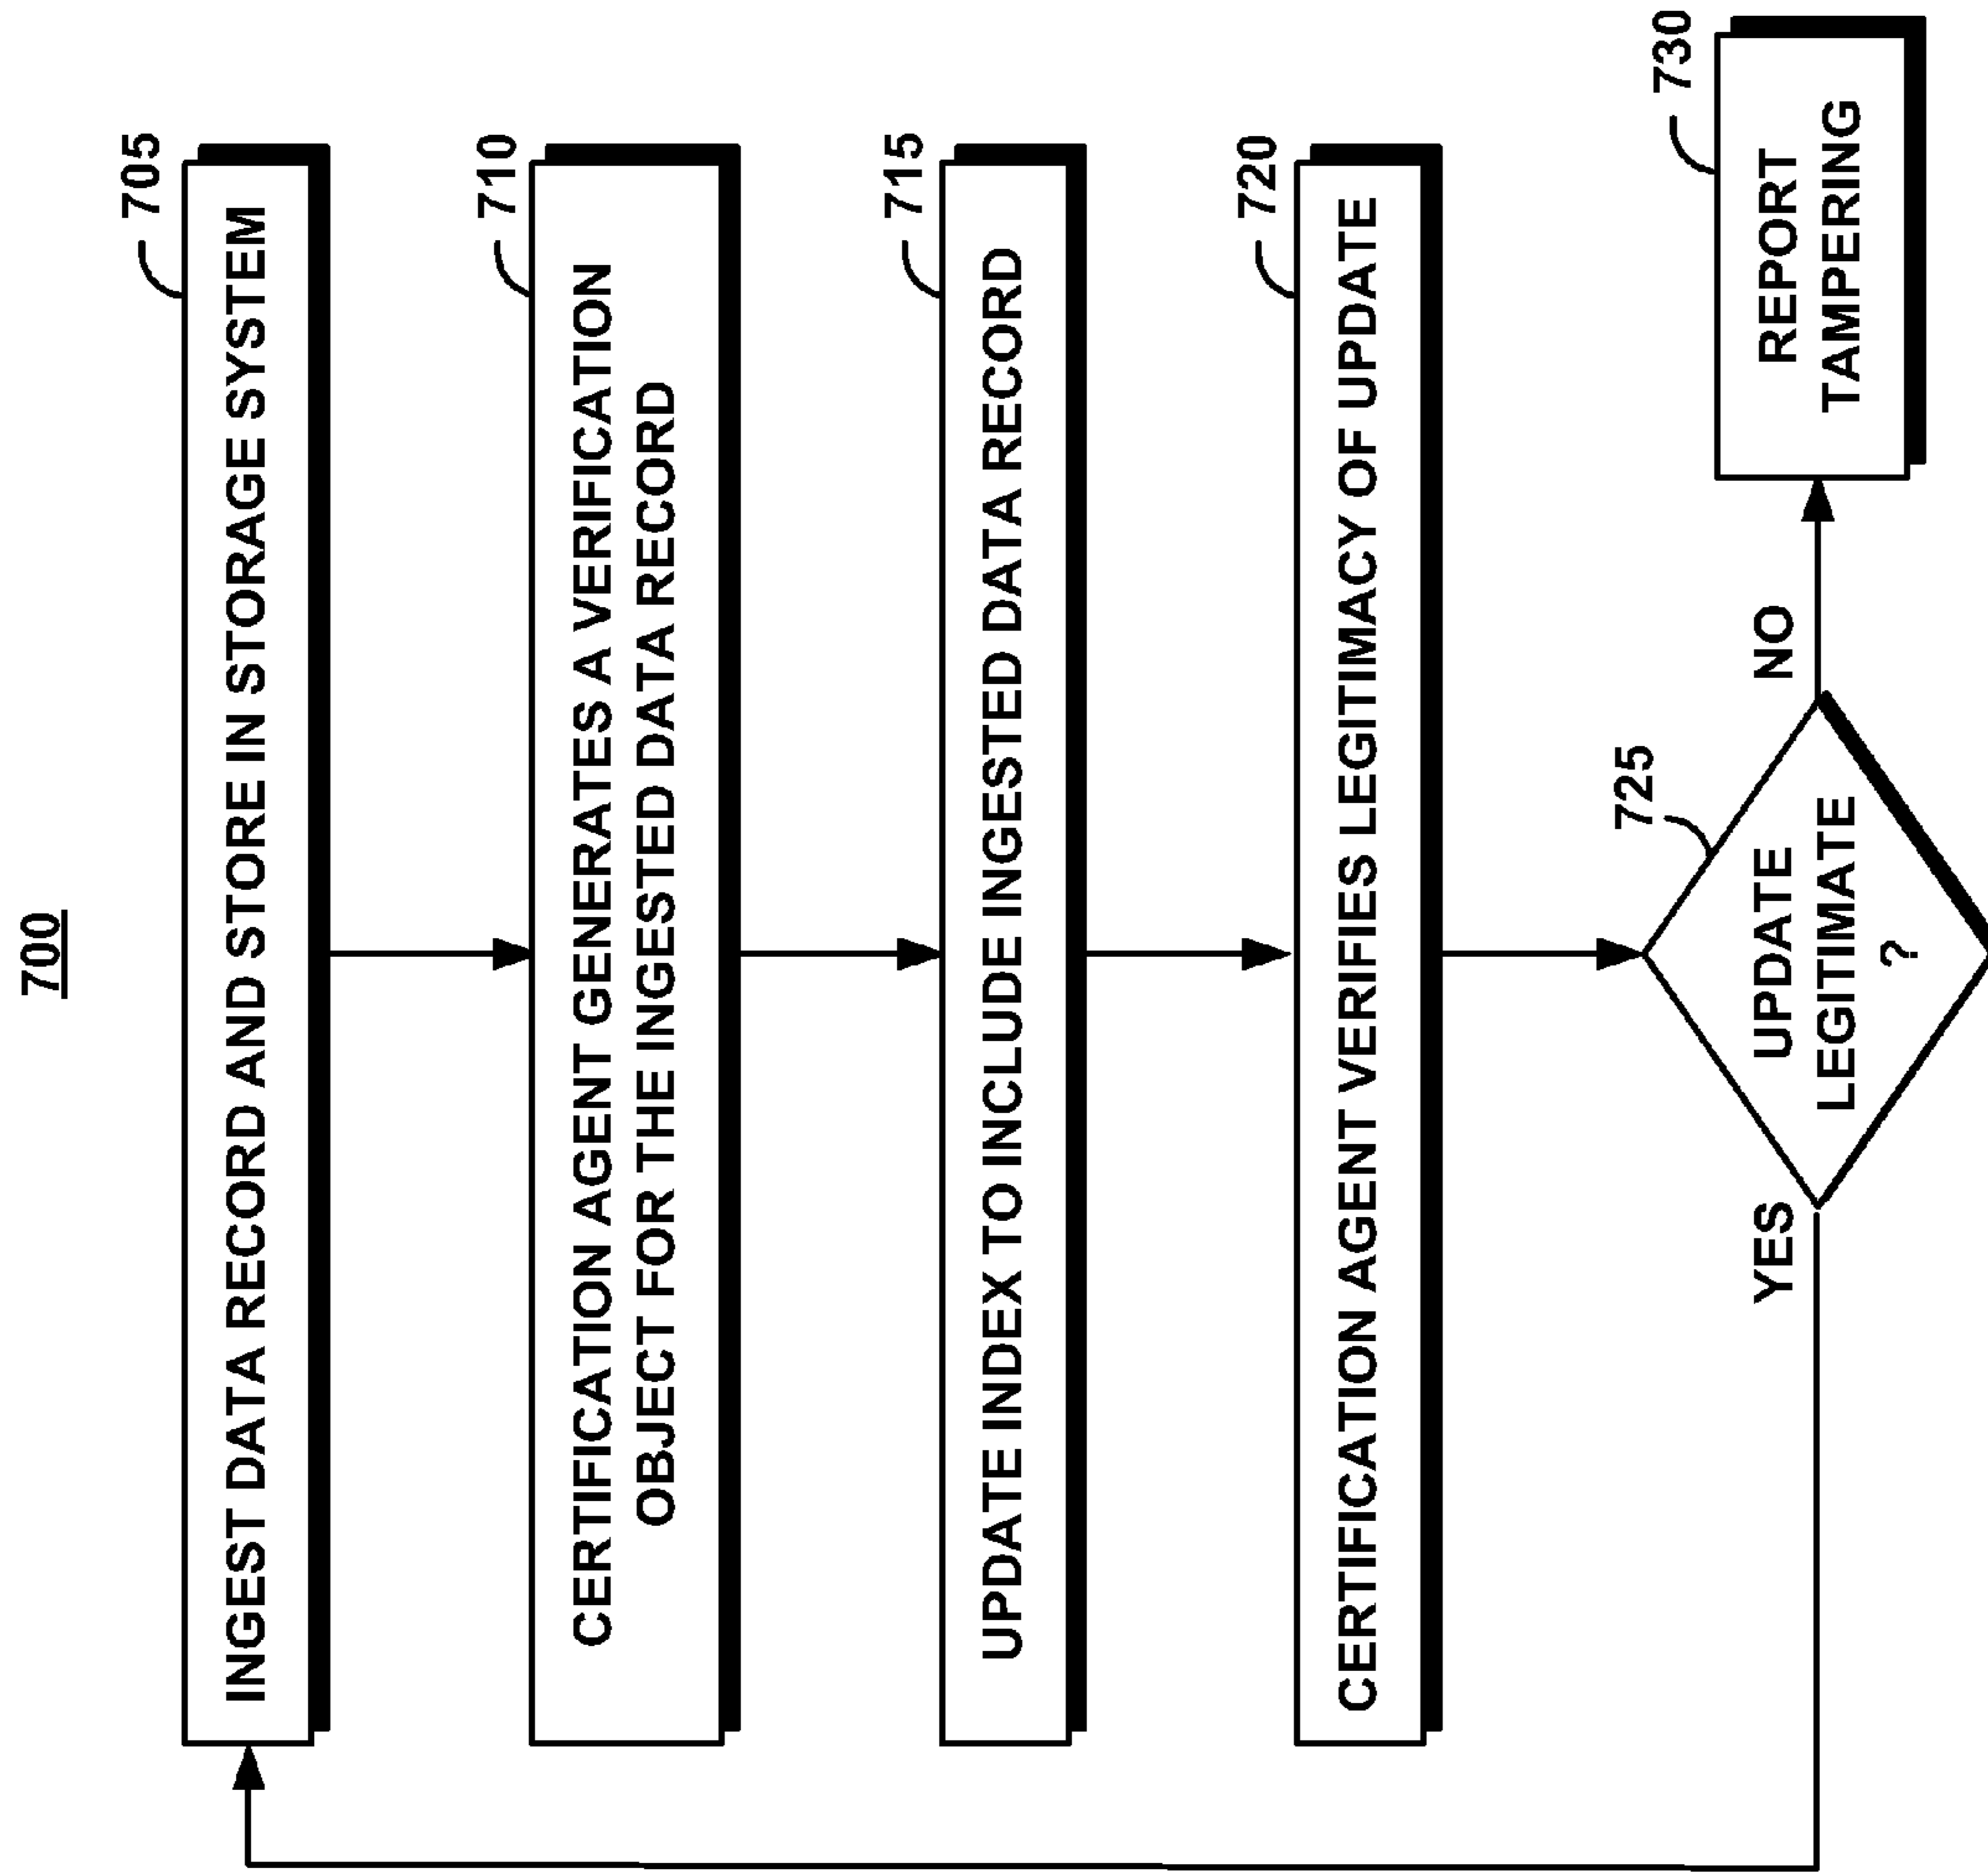 700
705
INGEST DATA RECORD AND STORE IN STORAGE SYSTEM
710
CERTIFICATION AGENT GENERATES A VERIFICATION
OBJECT FOR THE INGESTED DATA RECORD
715
UPDATE INDEX TO INCLUDE INGESTED DATA RECORD
720
CERTIFICATION AGENT VERIFIES LEGITIMACY OF UPDATE
725
UPDATE
LEGITIMATE
?
YES
NO
730
REPORT
TAMPERING